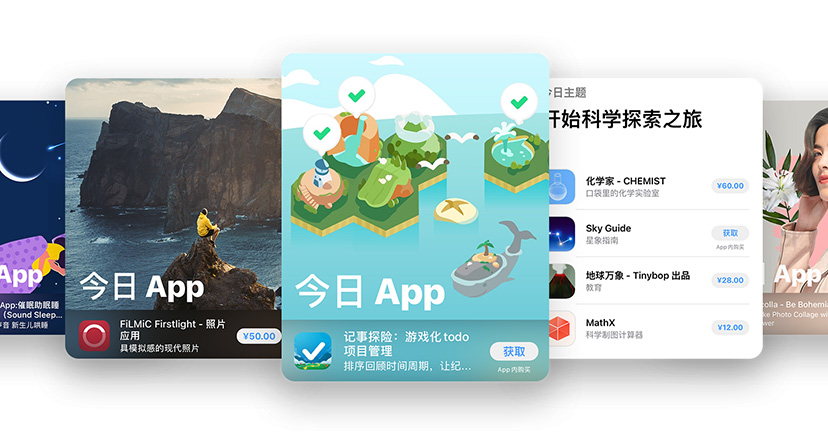 App
App:催眠助眠睡
(Sound Sleep...
声音 新生儿哄睡
今日 App
FiLMiC Firstlight - 照片
应用
具模拟感的现代照片
¥50.00
今日 App
记事探险：游戏化 todo
项目管理
排序回顾时间周期，让纪...
获取
App 内购买
今日主题
开始科学探索之旅
化学家 - CHEMIST
口袋里的化学实验室
¥60.00
Sky Guide
星象指南
获取
App 内购买
地球万象 - Tinybop 出品
教育
¥28.00
MathX
科学制图计算器
¥12.00
App
colla - Be Bohemia
ke Photo Collage with
ower